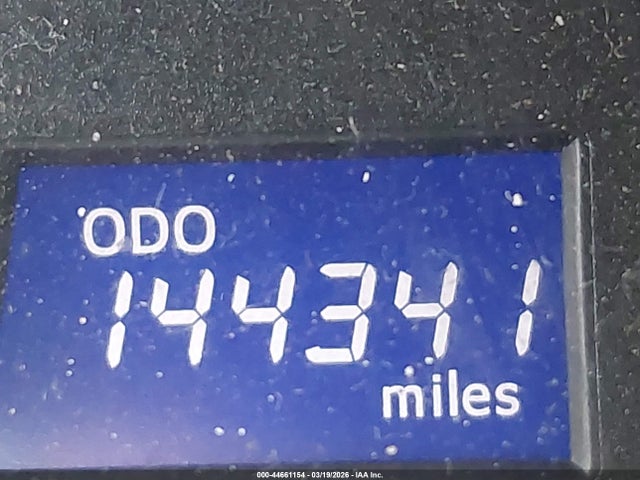 ODO
144341
miles
000-44661154 - 03/19/2026 - IAA Inc.